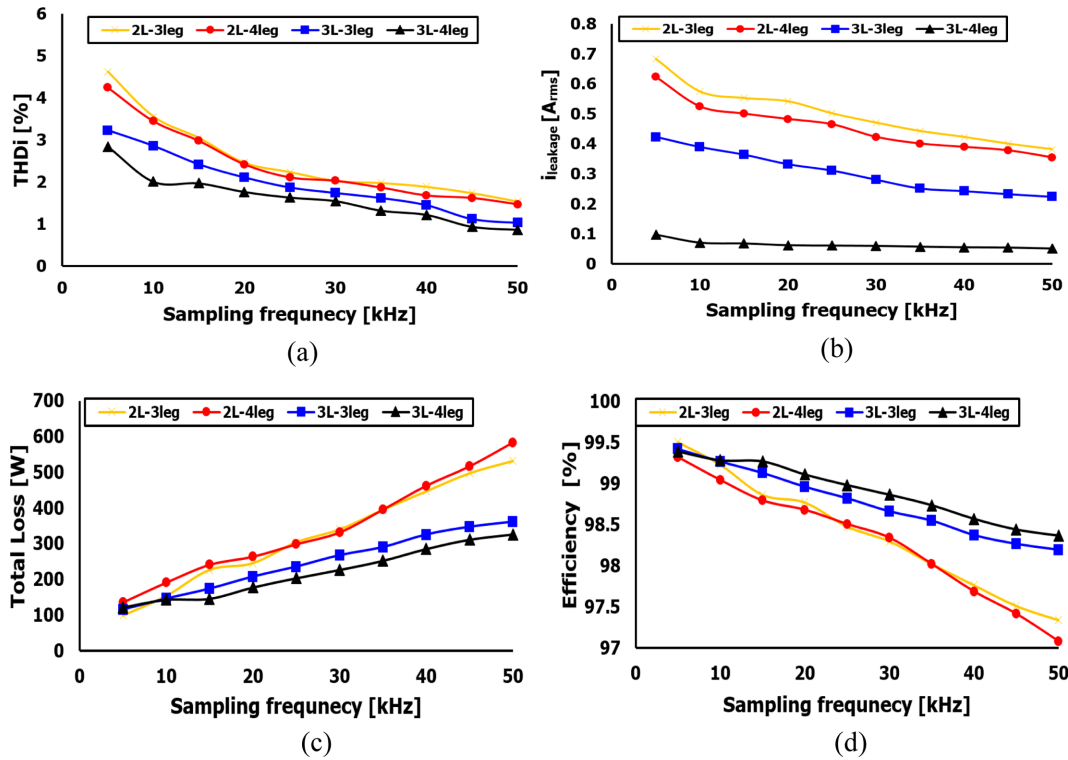 6
5
4
3
2
1
0
THDi [%]
2L-3leg 2L-4leg 3L-3leg 3L-4leg
0 10 20 30 40 50
Sampling frequnecy [kHz]
(a)
0.8
0.7
0.6
0.5
0.4
0.3
0.2
0.1
0
ileakage [Arms]
2L-3leg 2L-4leg 3L-3leg 3L-4leg
0 10 20 30 40 50
Sampling frequnecy [kHz]
(b)
700
600
500
400
300
200
100
0
Total Loss [W]
2L-3leg 2L-4leg 3L-3leg 3L-4leg
0 10 20 30 40 50
Sampling frequnecy [kHz]
(c)
100
99.5
99
98.5
98
97.5
97
Efficiency [%]
2L-3leg 2L-4leg 3L-3leg 3L-4leg
0 10 20 30 40 50
Sampling frequnecy [kHz]
(d)